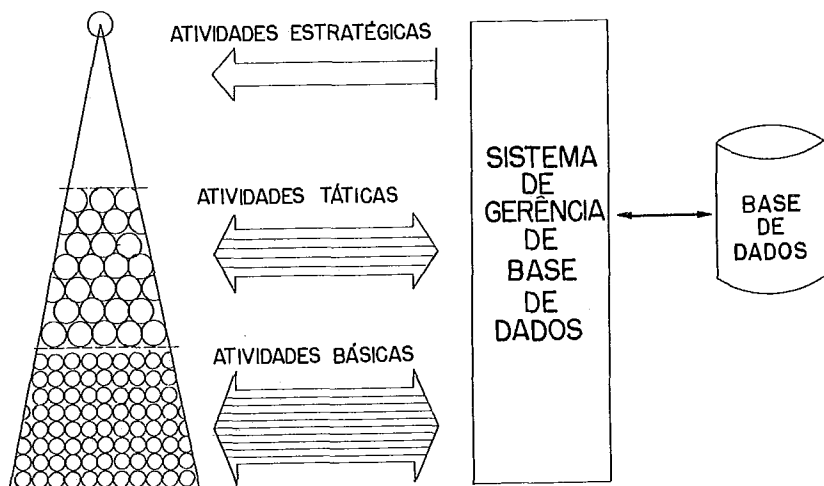 ATIVIDADES ESTRATÉGICAS
ATIVIDADES TÁTICAS
ATIVIDADES BÁSICAS
SISTEMA
DE
GERÊNCIA
DE
BASE
DE
DADOS
BASE
DE
DADOS